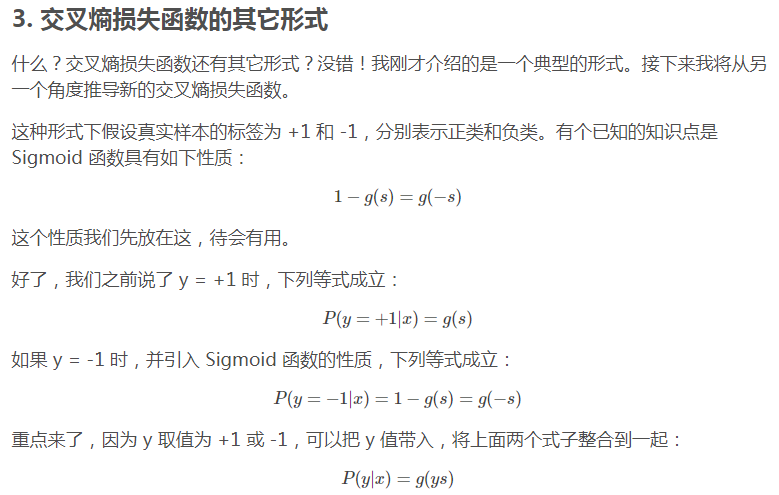 3. 交叉熵损失函数的其它形式
什么？交叉熵损失函数还有其它形式？没错！我刚才介绍的是一个典型的形式。接下来我将从另
一个角度推导新的交叉熵损失函数。
这种形式下假设真实样本的标签为 +1 和 -1，分别表示正类和负类。有个已知的知识点是
Sigmoid 函数具有如下性质：
1 − g(s) = g(−s)
这个性质我们先放在这，待会有用。
好了，我们之前说了 y = +1 时，下列等式成立：
P(y = +1|x) = g(s)
如果 y = -1 时，并引入 Sigmoid 函数的性质，下列等式成立：
P(y = −1|x) = 1 − g(s) = g(−s)
重点来了，因为 y 取值为 +1 或 -1，可以把 y 值带入，将上面两个式子整合到一起：
P(y|x) = g(ys)